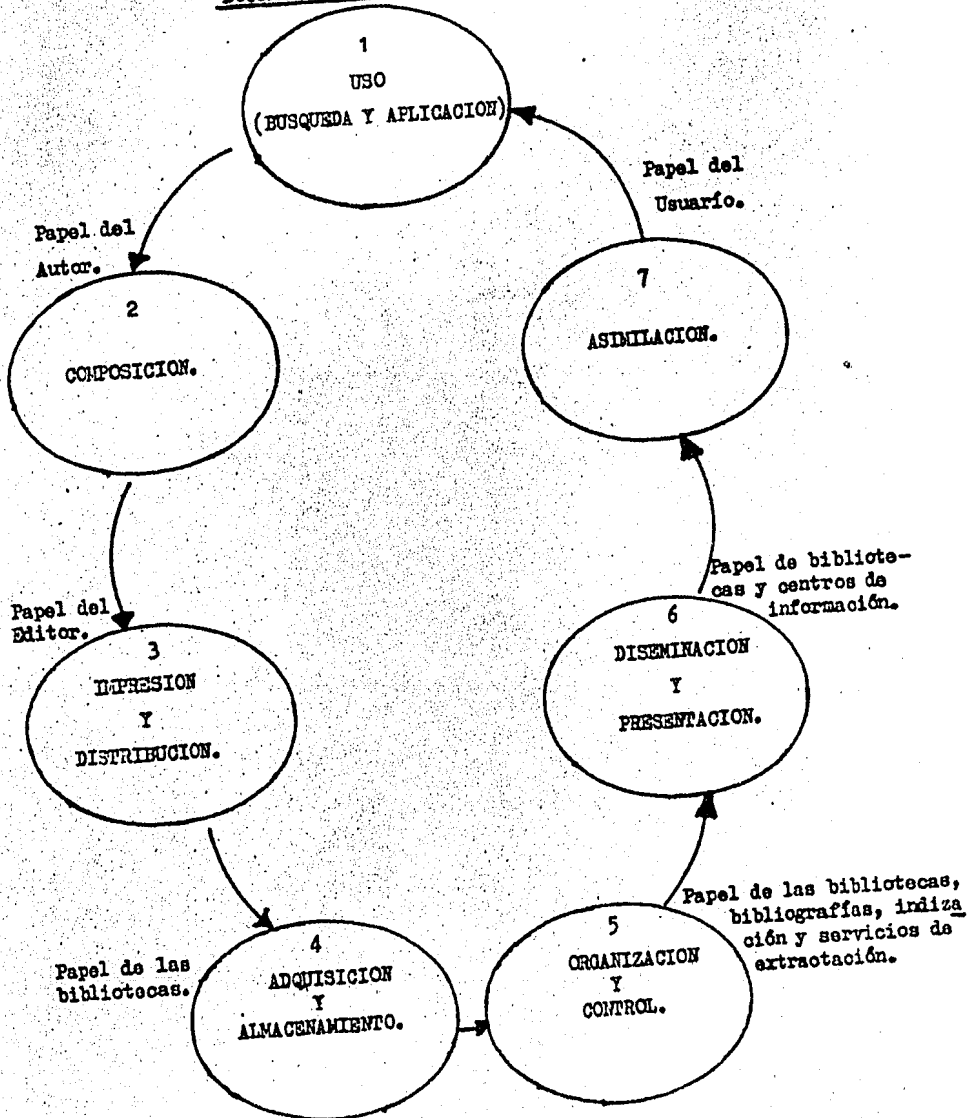 1
USO
(BUSQUEDA Y APLICACION)
Papel del
Autor.
2
COMPOSICION.
Papel del
Editor.
3
IMPRESION
Y
DISTRIBUCION.
Papel de las
bibliotecas.
4
ADQUISICION
Y
ALMACENAMIENTO.
5
ORGANIZACION
Y
CONTROL.
Papel de las bibliotecas,
bibliografías, indiza
ción y servicios de
extractación.
6
DISEMINACION
Y
PRESENTACION.
Papel de bibliote-
cas y centros de
información.
7
ASIMILACION.
Papel del
Usuarío.